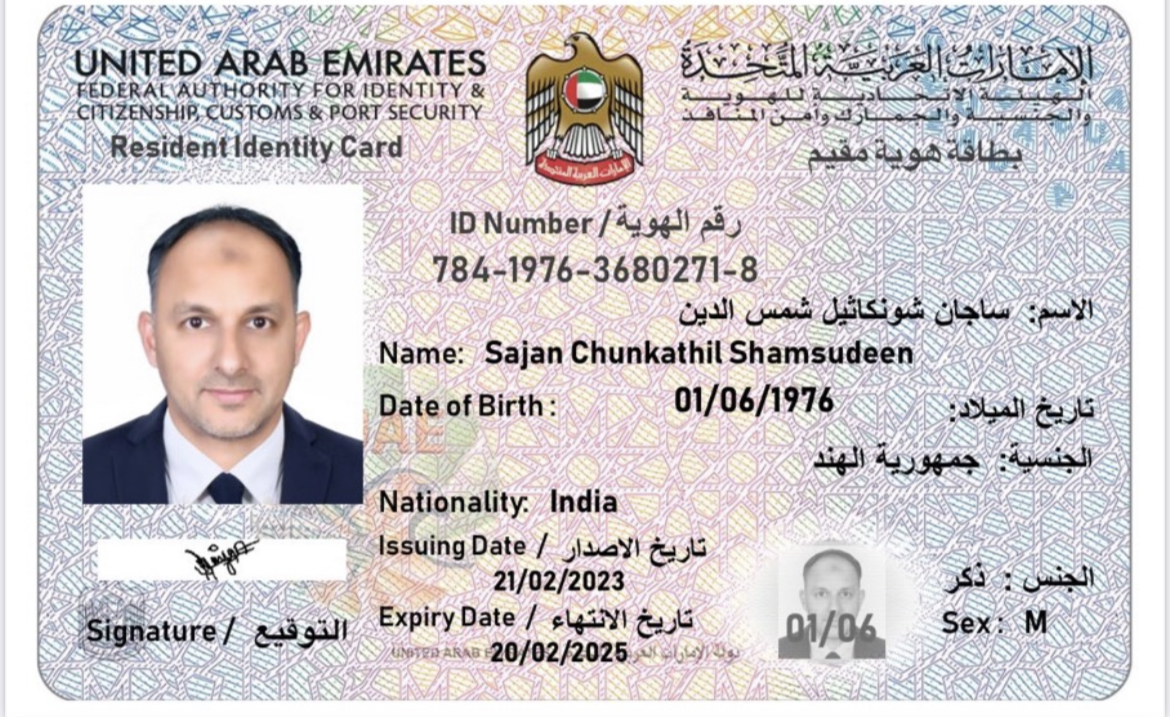 UNITED ARAB EMIRATES
الإمارات العربية المتحدة
FEDERAL AUTHORITY FOR IDENTITY &
الهيئة الاتحادية للهوية
CITIZENSHIP, CUSTOMS & PORT SECURITY
والجنسية والجمارك وأمن المنافذ
Resident Identity Card
بطاقة هوية مقيم
ID Number / رقم الهوية
784-1976-3680271-8
الاسم: ساجان شونكاثيل شمس الدين
Name: Sajan Chunkathil Shamsudeen
Date of Birth : 01/06/1976 تاريخ الميلاد:
الجنسية: جمهورية الهند
Nationality: India
Issuing Date / تاريخ الاصدار
21/02/2023
الجنس : ذكر
Expiry Date / تاريخ الانتهاء
Sex: M
01/06
Signature / التوقيع
20/02/2025
UAE